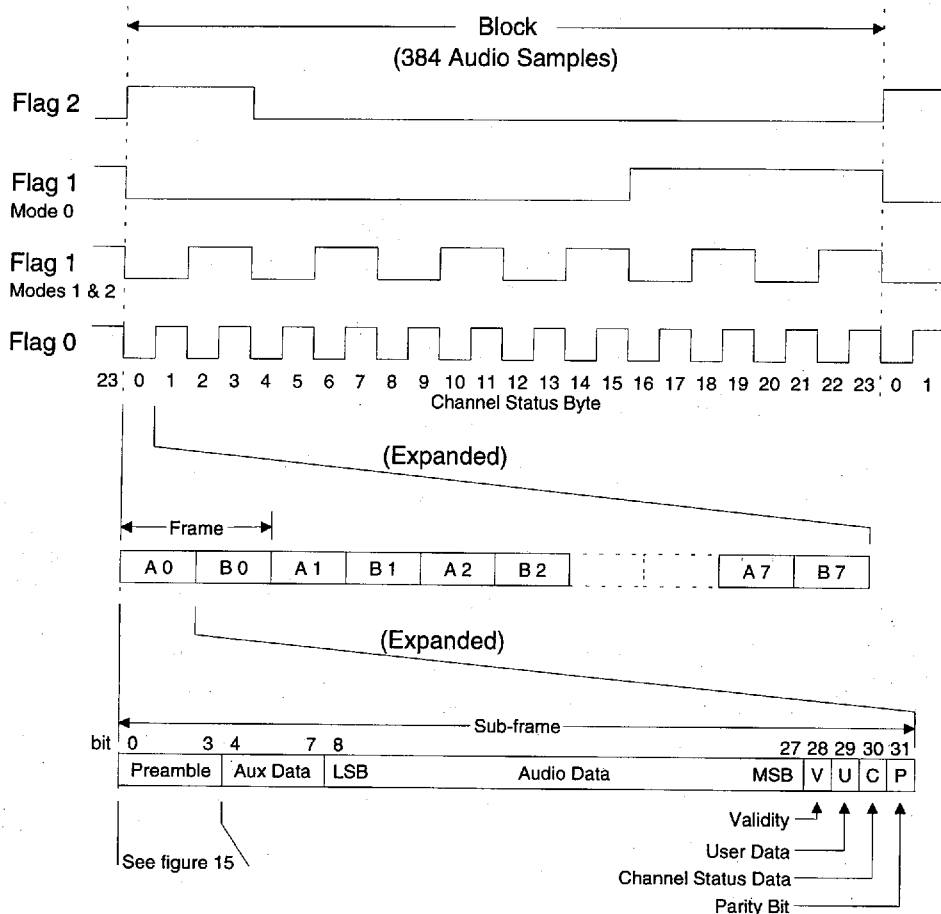 Block
(384 Audio Samples)
Flag 2
Flag 1
Mode 0
Flag 1
Modes 1 & 2
Flag 0
23 0 1 2 3 4 5 6 7 8 9 10 11 12 13 14 15 16 17 18 19 20 21 22 23 0 1
Channel Status Byte
(Expanded)
Frame
A 0 B 0 A 1 B 1 A 2 B 2 A 7 B 7
(Expanded)
Sub-frame
bit 0 3 4 7 8 27 28 29 30 31
Preamble Aux Data LSB Audio Data MSB V U C P
Validity
See figure 15
User Data
Channel Status Data
Parity Bit